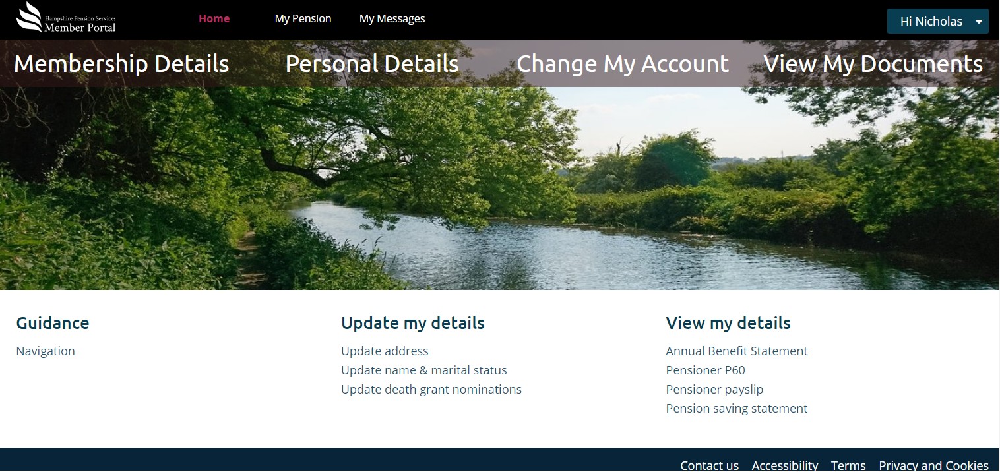 Hampshire Pension Services
Member Portal
Home
My Pension
My Messages
Hi Nicholas
Membership Details
Personal Details
Change My Account
View My Documents
Guidance
Navigation
Update my details
Update address
Update name & marital status
Update death grant nominations
View my details
Annual Benefit Statement
Pensioner P60
Pensioner payslip
Pension saving statement
Contact us
Accessibility
Terms
Privacy and Cookies